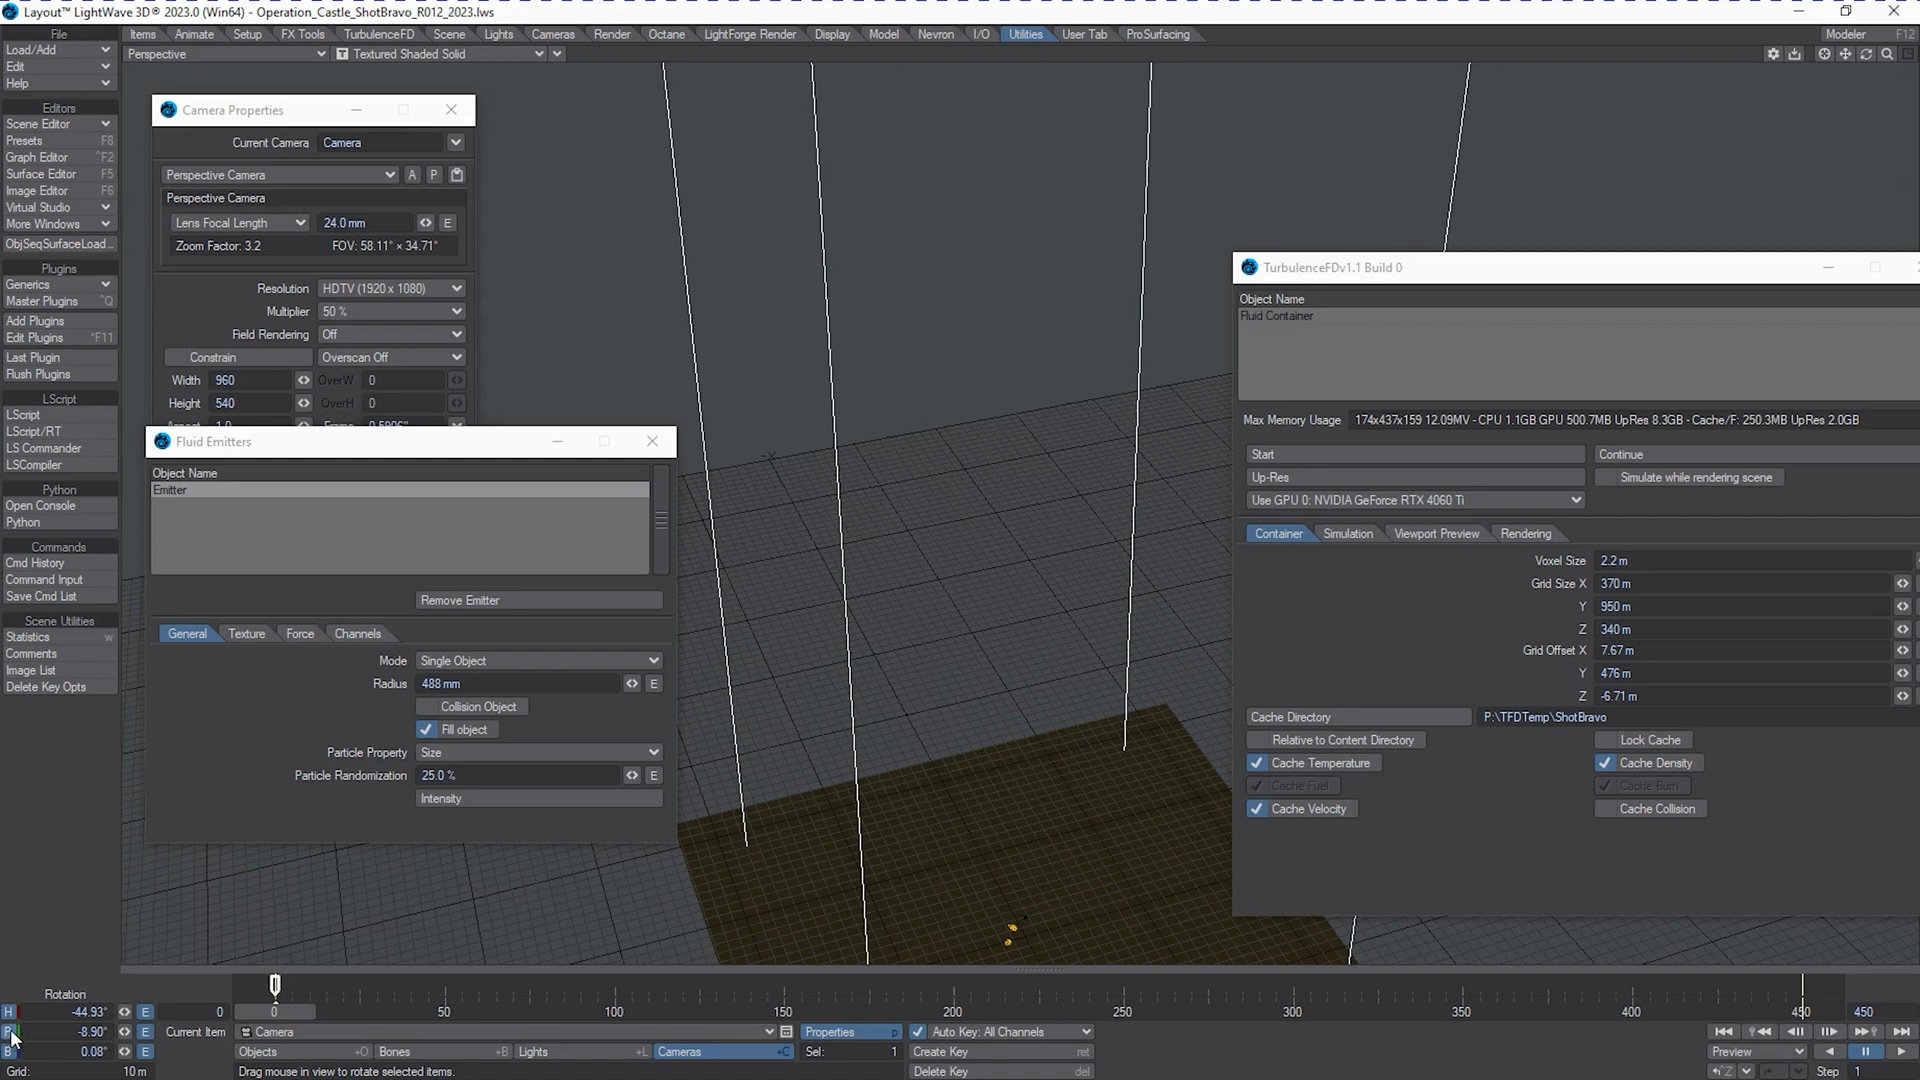 Layout™ LightWave 3D® 2023.0 (Win64) - Operation_Castle_ShotBravo_R012_2023.lws
File Items Animate Setup FX Tools TurbulenceFD Scene Lights Cameras Render Octane LightForge Render Display Model Nevron I/O Utilities User Tab ProSurfacing Modeler F12
Load/Add
Perspective Textured Shaded Solid
Edit
Help
Editors
Scene Editor
Presets F8
Graph Editor ^F2
Surface Editor F5
Image Editor F6
Virtual Studio
More Windows
ObjSeqSurfaceLoad...
Plugins
Generics
Master Plugins ^Q
Add Plugins
Edit Plugins ^F11
Last Plugin
Flush Plugins
LScript
LScript
LScript/RT
LS Commander
LSCompiler
Python
Open Console
Python
Commands
Cmd History
Command Input
Save Cmd List
Scene Utilities
Statistics w
Comments
Image List
Delete Key Opts
Camera Properties
Current Camera Camera
Perspective Camera A P
Perspective Camera
Lens Focal Length 24.0 mm E
Zoom Factor: 3.2 FOV: 58.11° × 34.71°
Resolution HDTV (1920 x 1080)
Multiplier 50 %
Field Rendering Off
Constrain Overscan Off
Width 960 OverW 0
Height 540 OverH 0
Fluid Emitters
Object Name
Emitter
Remove Emitter
General Texture Force Channels
Mode Single Object
Radius 488 mm E
Collision Object
Fill object
Particle Property Size
Particle Randomization 25.0 % E
Intensity
TurbulenceFDv1.1 Build 0
Object Name
Fluid Container
Max Memory Usage 174x437x159 12.09MV - CPU 1.1GB GPU 500.7MB UpRes 8.3GB - Cache/F: 250.3MB UpRes 2.0GB
Start Continue
Up-Res Simulate while rendering scene
Use GPU 0: NVIDIA GeForce RTX 4060 Ti
Container Simulation Viewport Preview Rendering
Voxel Size 2.2 m
Grid Size X 370 m
Y 950 m
Z 340 m
Grid Offset X 7.67 m
Y 476 m
Z -6.71 m
Cache Directory P:\TFDTemp\ShotBravo
Relative to Content Directory Lock Cache
Cache Temperature Cache Density
Cache Fuel Cache Burn
Cache Velocity Cache Collision
Rotation
H -44.93° E 0 0 50 100 150 200 250 300 350 400 450 450
P -8.90° E Current Item Camera Properties p Auto Key: All Channels
B 0.08° E Objects +O Bones +B Lights +L Cameras +C Sel: 1 Create Key ret Preview
Grid: 10 m Drag mouse in view to rotate selected items. Delete Key del Step 1